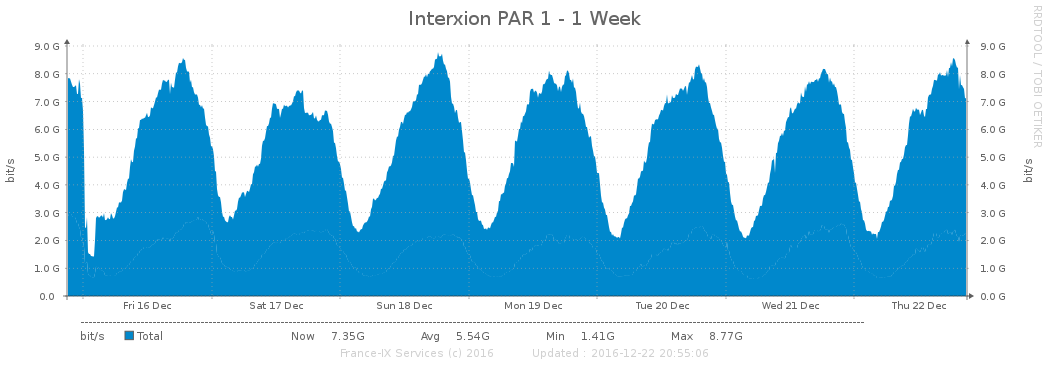 Interxion PAR 1 - 1 Week
RRDTOOL / TOBI OETIKER
9.0 G 9.0 G
8.0 G 8.0 G
7.0 G 7.0 G
6.0 G 6.0 G
5.0 G 5.0 G
4.0 G 4.0 G
3.0 G 3.0 G
2.0 G 2.0 G
1.0 G 1.0 G
0.0 0.0 G
bit/s bit/s
Fri 16 Dec Sat 17 Dec Sun 18 Dec Mon 19 Dec Tue 20 Dec Wed 21 Dec Thu 22 Dec
bit/s Total Now 7.35G Avg 5.54G Min 1.41G Max 8.77G
France-IX Services (c) 2016 Updated : 2016-12-22 20:55:06